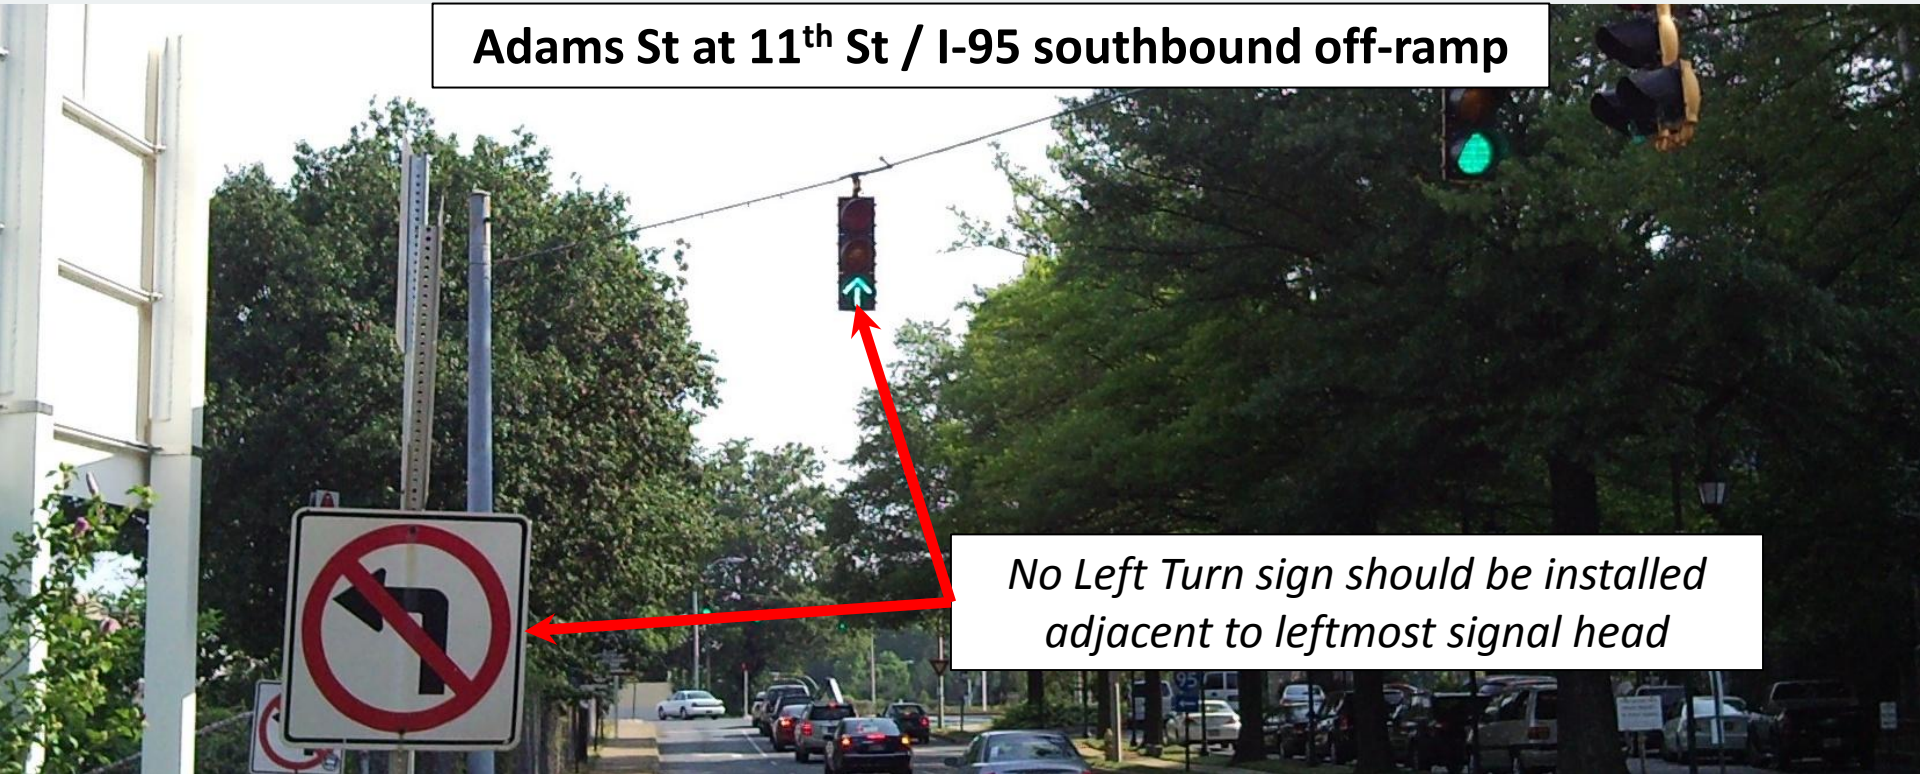 Adams St at 11th St / I-95 southbound off-ramp
No Left Turn sign should be installed
adjacent to leftmost signal head
95